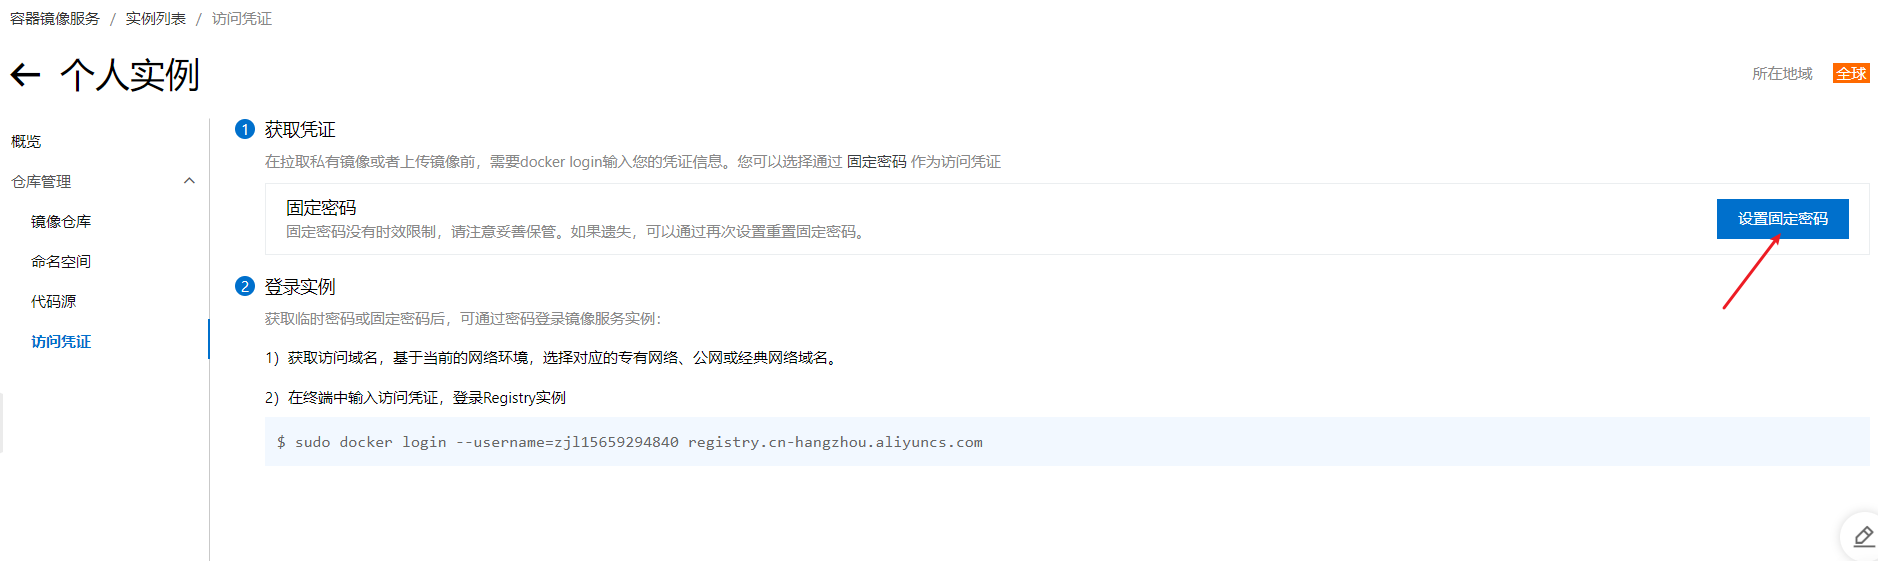 容器镜像服务 / 实例列表 / 访问凭证
个人实例
所在地域 全球
概览
仓库管理
镜像仓库
命名空间
代码源
访问凭证
1 获取凭证
在拉取私有镜像或者上传镜像前，需要docker login输入您的凭证信息。您可以选择通过 固定密码 作为访问凭证
固定密码
固定密码没有时效限制，请注意妥善保管。如果遗失，可以通过再次设置重置固定密码。
设置固定密码
2 登录实例
获取临时密码或固定密码后，可通过密码登录镜像服务实例：
1）获取访问域名，基于当前的网络环境，选择对应的专有网络、公网或经典网络域名。
2）在终端中输入访问凭证，登录Registry实例
$ sudo docker login --username=zjl15659294840 registry.cn-hangzhou.aliyuncs.com